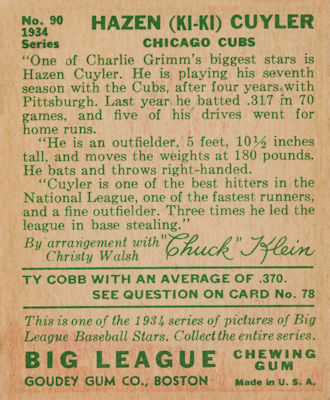 No. 90
1934
Series
HAZEN (KI-KI) CUYLER
CHICAGO CUBS
"One of Charlie Grimm's biggest stars is
Hazen Cuyler. He is playing his seventh
season with the Cubs, after four years with
Pittsburgh. Last year he batted .317 in 70
games, and five of his drives went for
home runs.
"He is an outfielder, 5 feet, 10½ inches
tall, and moves the weights at 180 pounds.
He bats and throws right-handed.
"Cuyler is one of the best hitters in the
National League, one of the fastest runners,
and a fine outfielder. Three times he led the
league in base stealing."
By arrangement with
Christy Walsh
"Chuck" Klein
TY COBB WITH AN AVERAGE OF .370.
SEE QUESTION ON CARD No. 78
This is one of the 1934 series of pictures of Big
League Baseball Stars. Collect the entire series.
BIG LEAGUE CHEWING GUM
GOUDEY GUM CO., BOSTON Made in U.S.A.